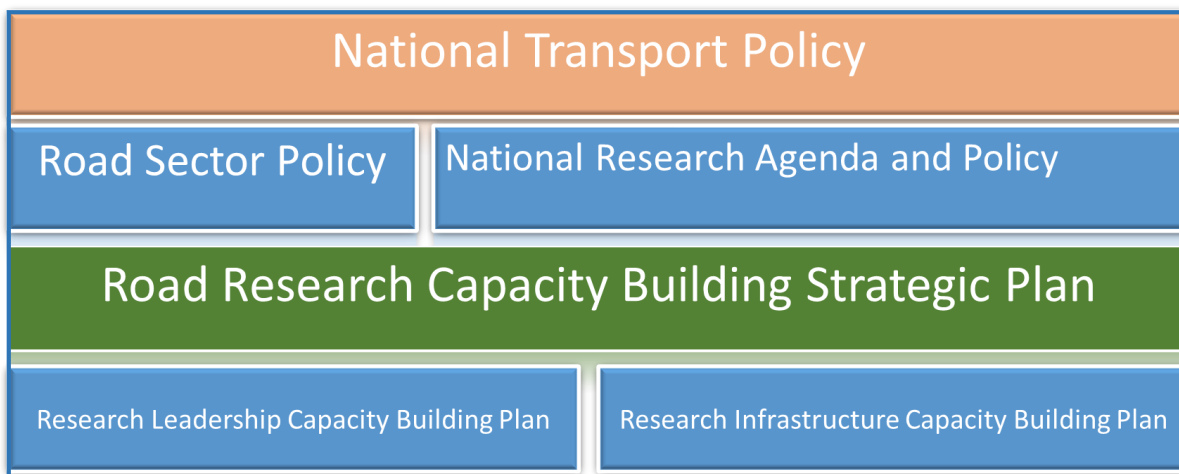 National Transport Policy
Road Sector Policy
National Research Agenda and Policy
Road Research Capacity Building Strategic Plan
Research Leadership Capacity Building Plan
Research Infrastructure Capacity Building Plan